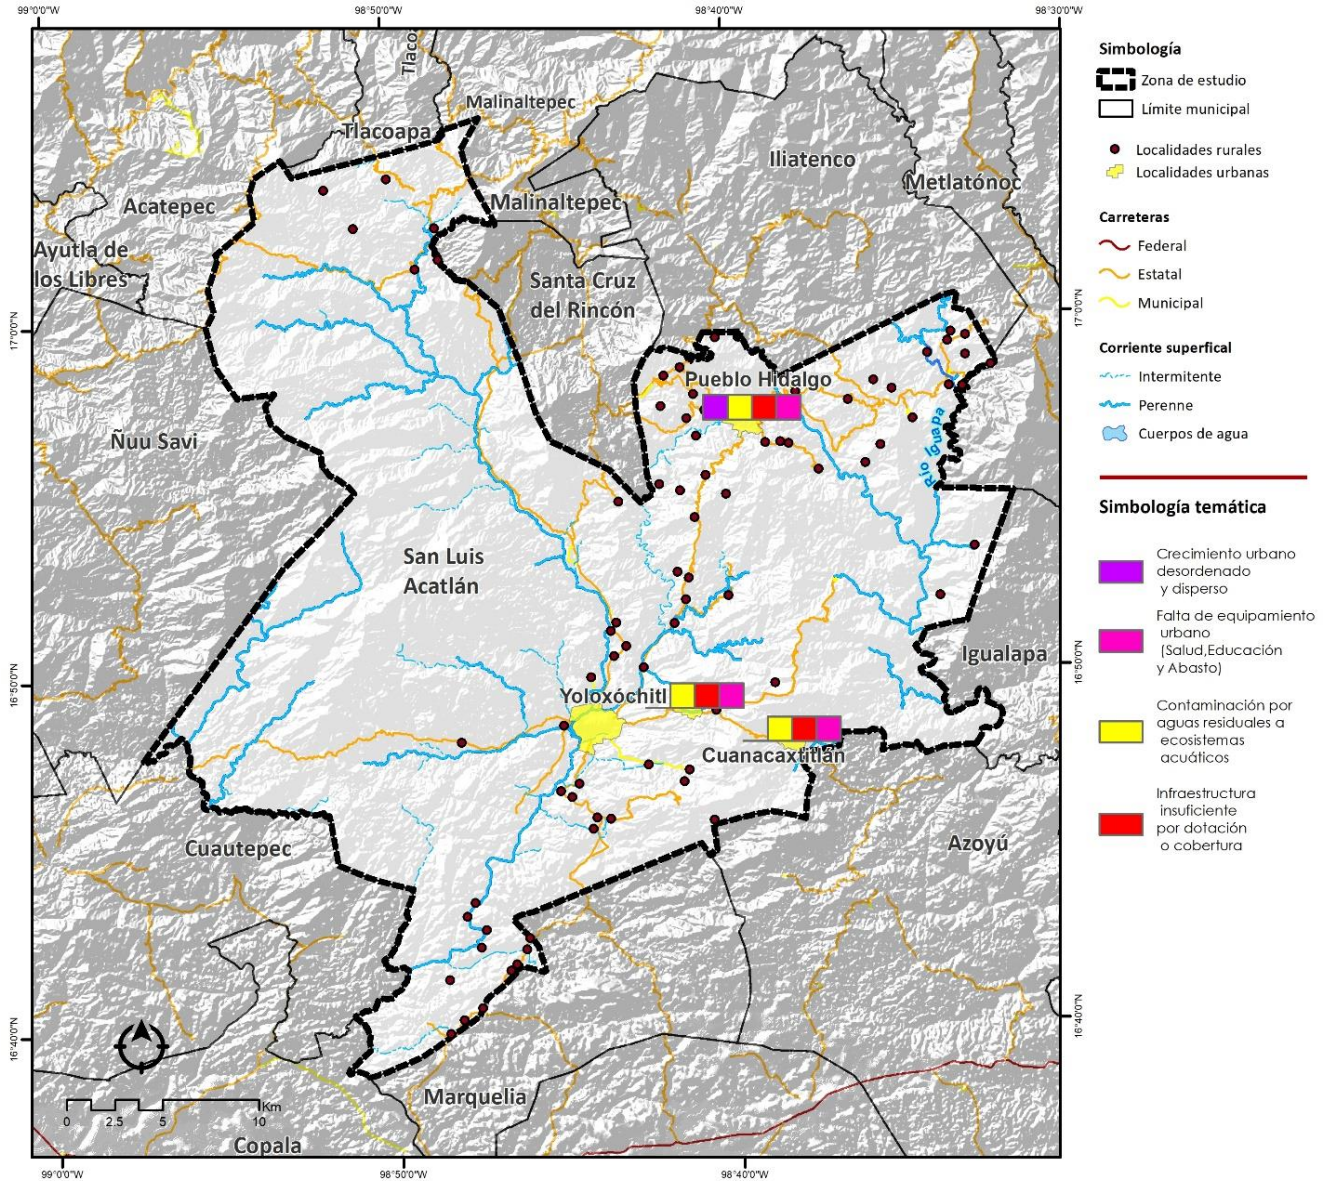 99°0'0"W
98°50'0"W
98°40'0"W
98°30'0"W
Tlacoapa
Malinaltepec
Tlacoapa
Iliatenco
Metlatónoc
Malinaltepec
Acatepec
Ayutla de
los Libres
Santa Cruz
del Rincón
17°0'0"N
17°0'0"N
Pueblo Hidalgo
Río Iguapa
Ñuu Savi
San Luis
Acatlán
Igualapa
16°50'0"N
16°50'0"N
Yoloxóchitl
Cuanacaxtitlán
Cuautepec
Azoyú
16°40'0"N
16°40'0"N
Marquelia
Copala
0
2.5
5
10
Km
99°0'0"W
98°50'0"W
98°40'0"W
Simbología
Zona de estudio
Límite municipal
Localidades rurales
Localidades urbanas
Carreteras
Federal
Estatal
Municipal
Corriente superfical
Intermitente
Perenne
Cuerpos de agua
Simbología temática
Crecimiento urbano
desordenado
y disperso
Falta de equipamiento
urbano
(Salud,Educación
y Abasto)
Contaminación por
aguas residuales a
ecosistemas
acuáticos
Infraestructura
insuficiente
por dotación
o cobertura